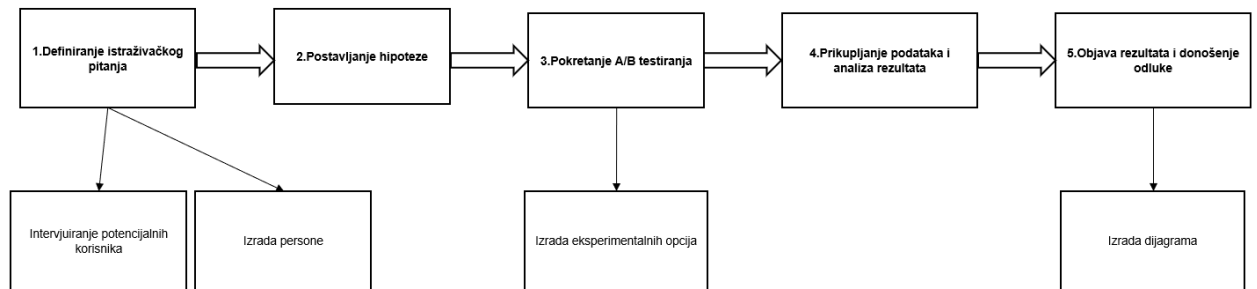 1.Definiranje istraživačkog
pitanja
2.Postavljanje hipoteze
3.Pokretanje A/B testiranja
4.Prikupljanje podataka i
analiza rezultata
5.Objava rezultata i donošenje
odluke
Intervjuiranje potencijalnih
korisnika
Izrada persone
Izrada eksperimentalnih opcija
Izrada dijagrama